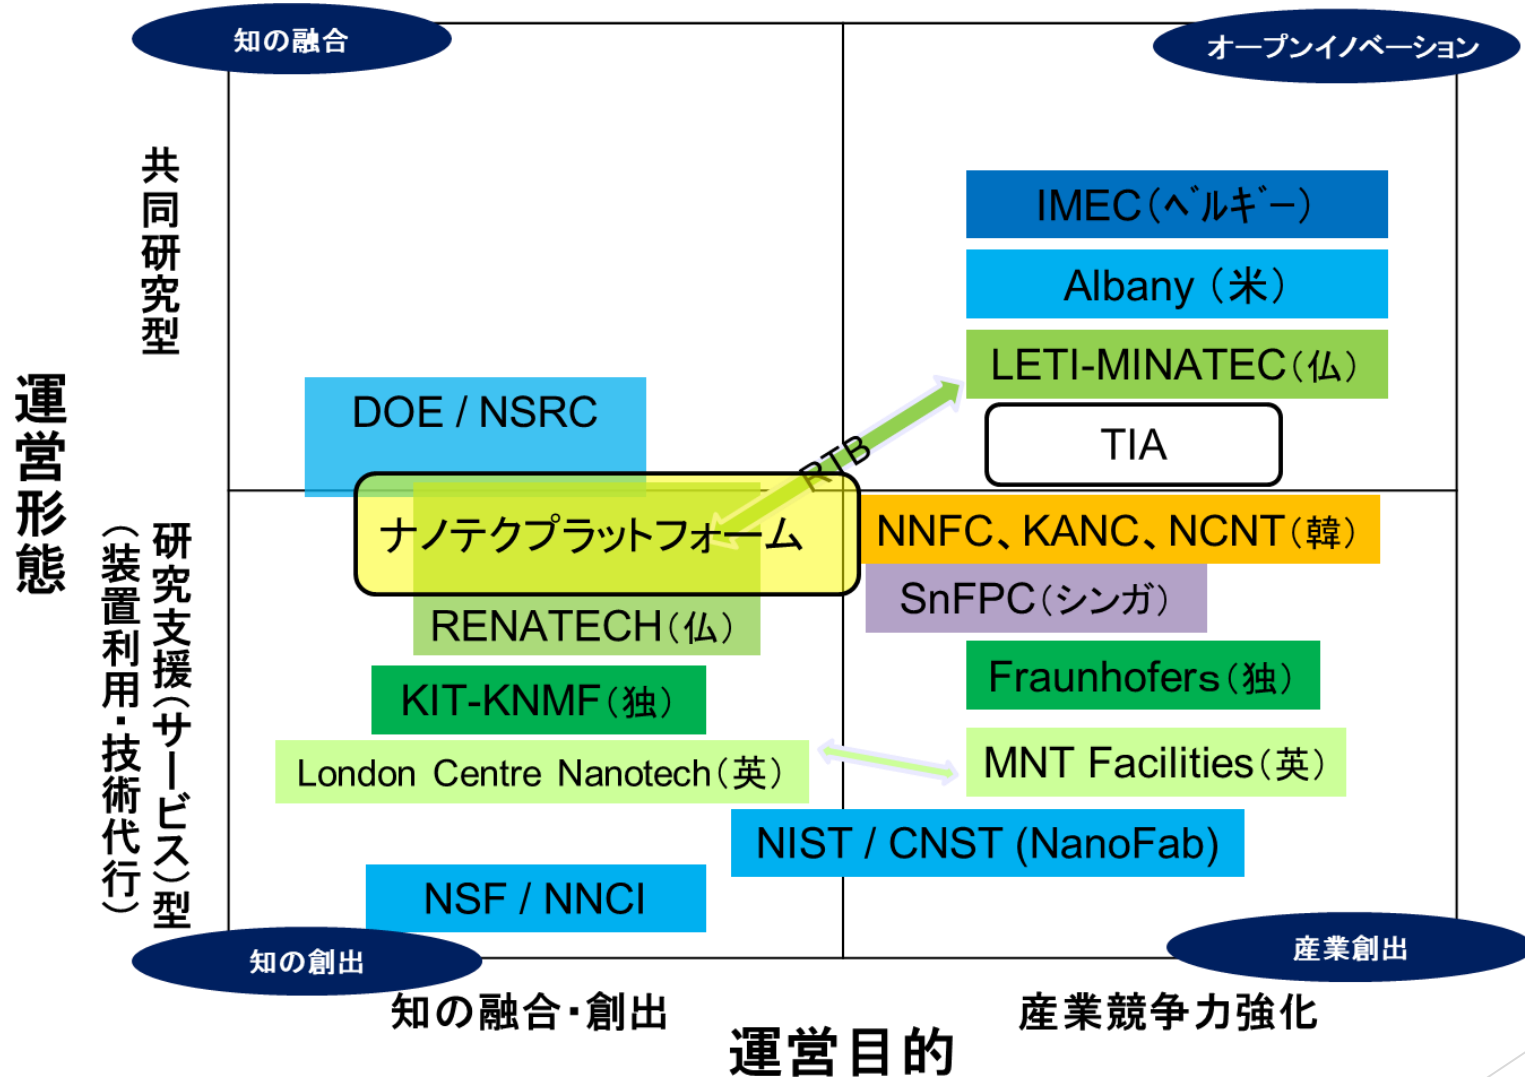 知の融合
オープンイノベーション
共同研究型
運営形態
研究支援(サービス)型
(装置利用・技術代行)
IMEC(ﾍﾞﾙｷﾞｰ)
Albany (米)
LETI-MINATEC(仏)
TIA
DOE / NSRC
RTB
ナノテクプラットフォーム
NNFC、KANC、NCNT(韓)
SnFPC(シンガ)
RENATECH(仏)
Fraunhofers(独)
KIT-KNMF(独)
London Centre Nanotech(英)
MNT Facilities(英)
NIST / CNST (NanoFab)
NSF / NNCI
知の創出
産業創出
知の融合・創出
産業競争力強化
運営目的